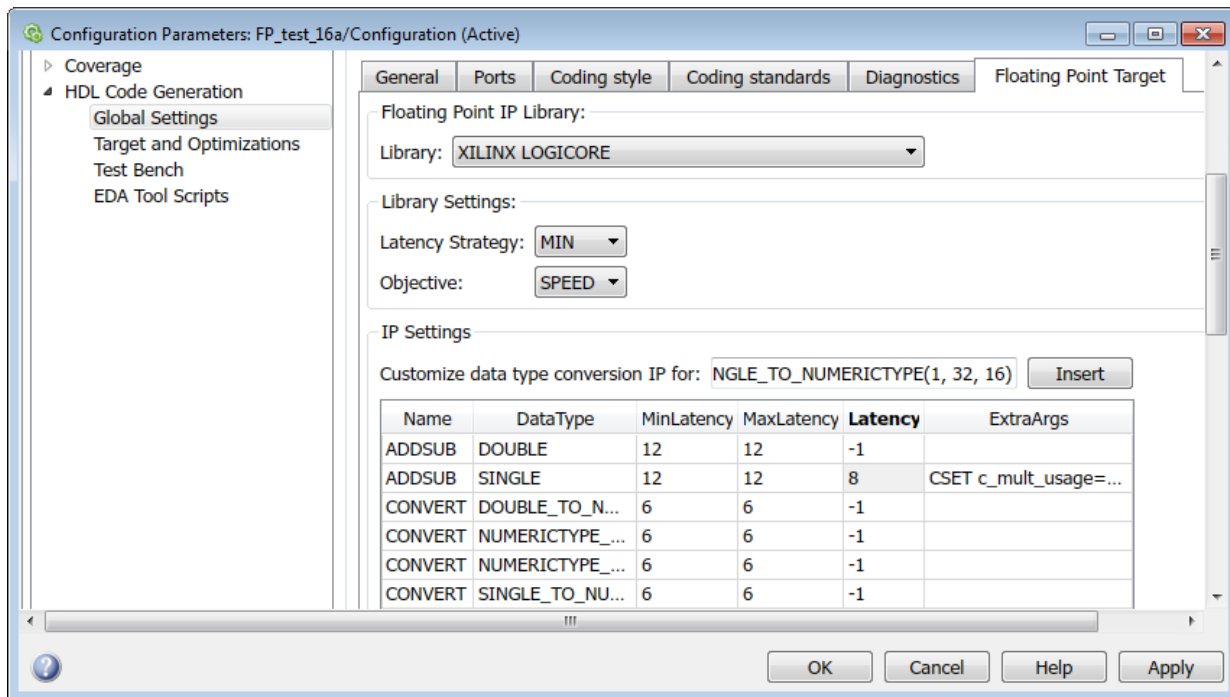 Configuration Parameters: FP_test_16a/Configuration (Active)
Coverage
HDL Code Generation
Global Settings
Target and Optimizations
Test Bench
EDA Tool Scripts
General Ports Coding style Coding standards Diagnostics Floating Point Target
Floating Point IP Library:
Library: XILINX LOGICORE
Library Settings:
Latency Strategy: MIN
Objective: SPEED
IP Settings
Customize data type conversion IP for: NGLE_TO_NUMERICTYPE(1, 32, 16) Insert
Name DataType MinLatency MaxLatency Latency ExtraArgs
ADDSUB DOUBLE 12 12 -1
ADDSUB SINGLE 12 12 8 CSET c_mult_usage=...
CONVERT DOUBLE_TO_N... 6 6 -1
CONVERT NUMERICTYPE_... 6 6 -1
CONVERT NUMERICTYPE_... 6 6 -1
CONVERT SINGLE_TO_NU... 6 6 -1
OK Cancel Help Apply